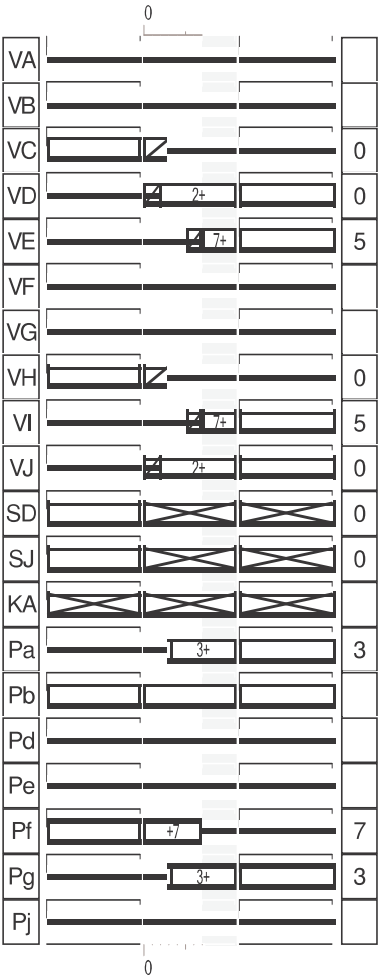 0
VA
VB
VC 0
VD 2+ 0
VE 7+ 5
VF
VG
VH 0
VI 7+ 5
VJ 2+ 0
SD 0
SJ 0
KA
Pa 3+ 3
Pb
Pd
Pe
Pf +7 7
Pg 3+ 3
Pj
0